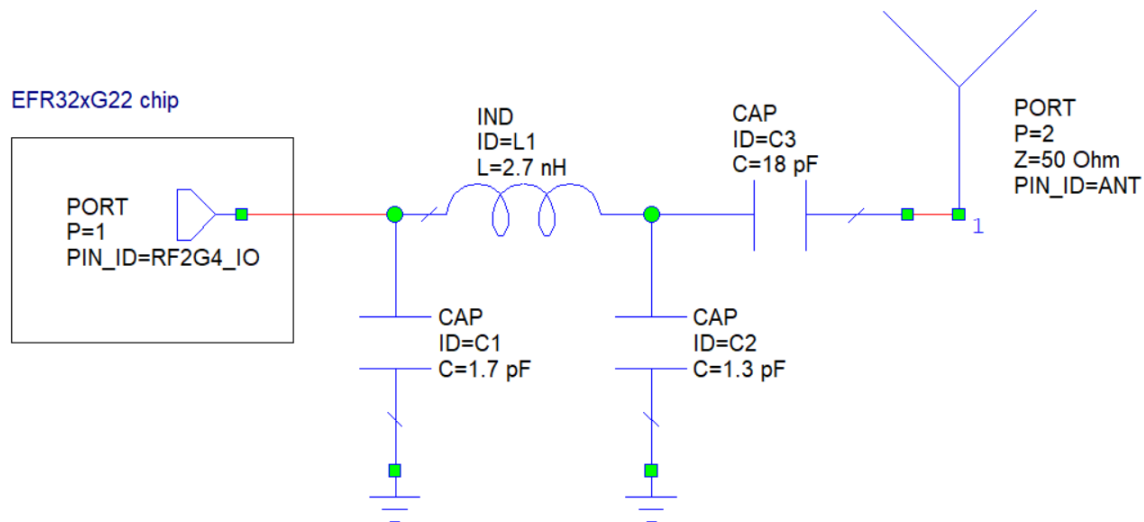 EFR32xG22 chip
PORT
P=1
PIN_ID=RF2G4_IO
IND
ID=L1
L=2.7 nH
CAP
ID=C3
C=18 pF
PORT
P=2
Z=50 Ohm
PIN_ID=ANT
1
CAP
ID=C1
C=1.7 pF
CAP
ID=C2
C=1.3 pF